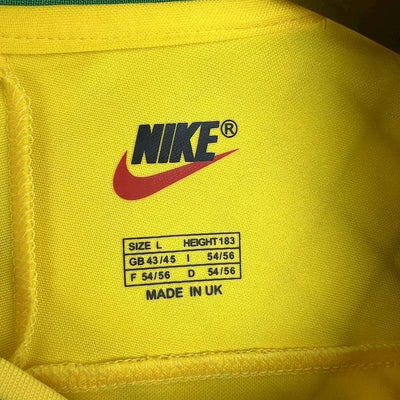 NIKE®
SIZE L HEIGHT 183
GB 43/45 I 54/56
F 54/56 D 54/56
MADE IN UK